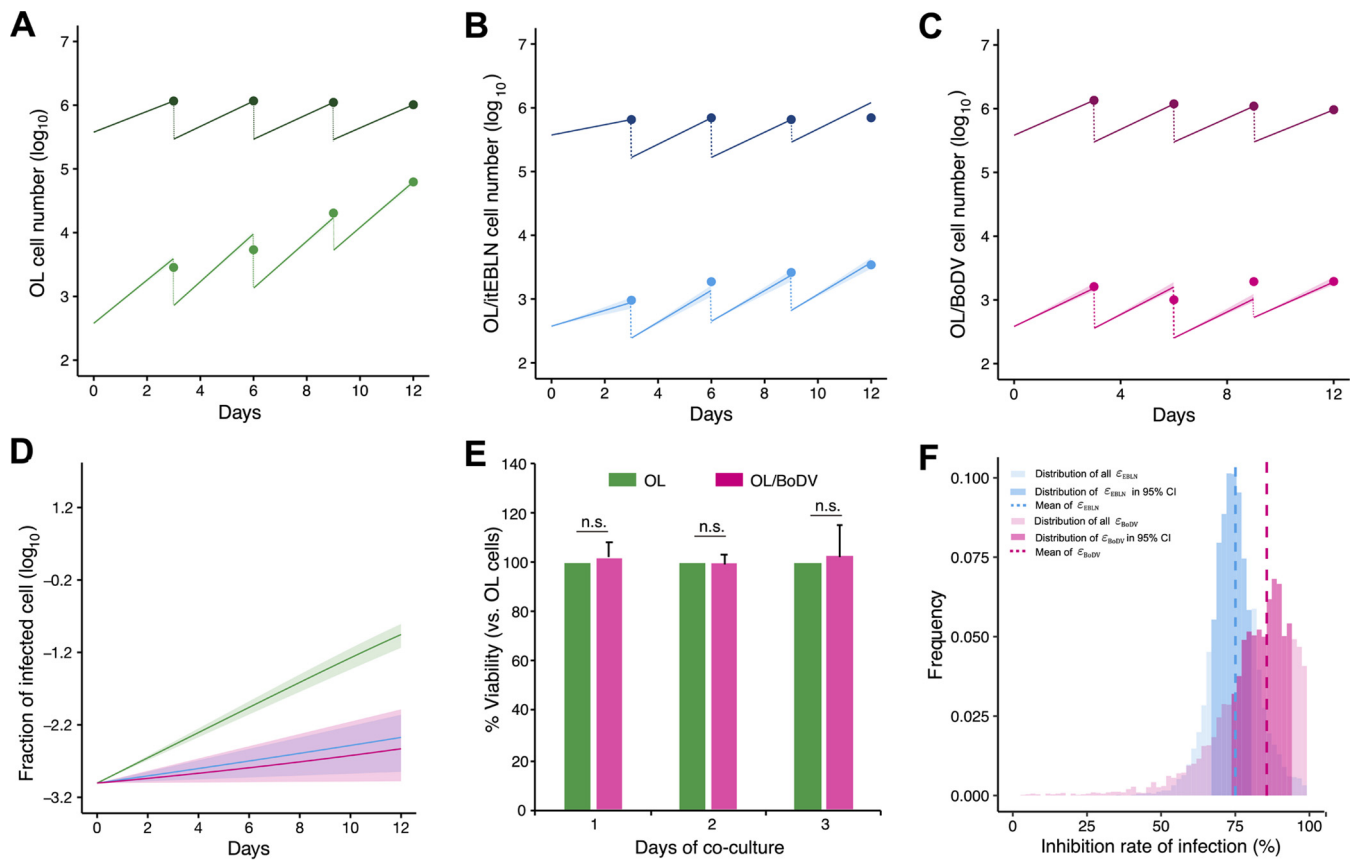 A
7
6
5
4
3
2
OL cell number (log10)
0 2 4 6 8 10 12
Days
B
7
6
5
4
3
2
OL/itEBLN cell number (log 10)
0 2 4 6 8 10 12
Days
C
7
6
5
4
3
2
OL/BoDV cell number (log10)
0 4 8 12
Days
D
1.2
–0.2
–1.2
–2.2
–3.2
Fraction of infected cell (log10)
0 2 4 6 8 10 12
Days
E
140
120
100
80
60
40
20
0
% Viability (vs. OL cells)
OL OL/BoDV
n.s. n.s. n.s.
1 2 3
Days of co-culture
F
0.100
0.075
0.050
0.025
0.000
Frequency
Distribution of all εEBLN
Distribution of εEBLN in 95% CI
Mean of εEBLN
Distribution of all εBoDV
Distribution of εBoDV in 95% CI
Mean of εBoDV
0 25 50 75 100
Inhibition rate of infection (%)